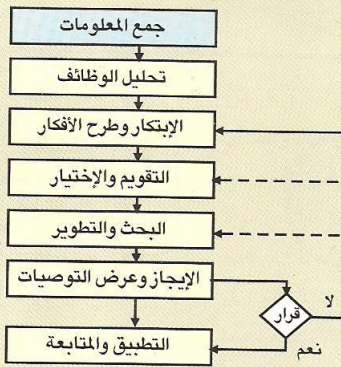 جمع المعلومات
تحليل الوظائف
الإبتكار وطرح الأفكار
التقويم والإختيار
البحث والتطوير
الإيجاز وعرض التوصيات
قرار
لا
نعم
التطبيق والمتابعة